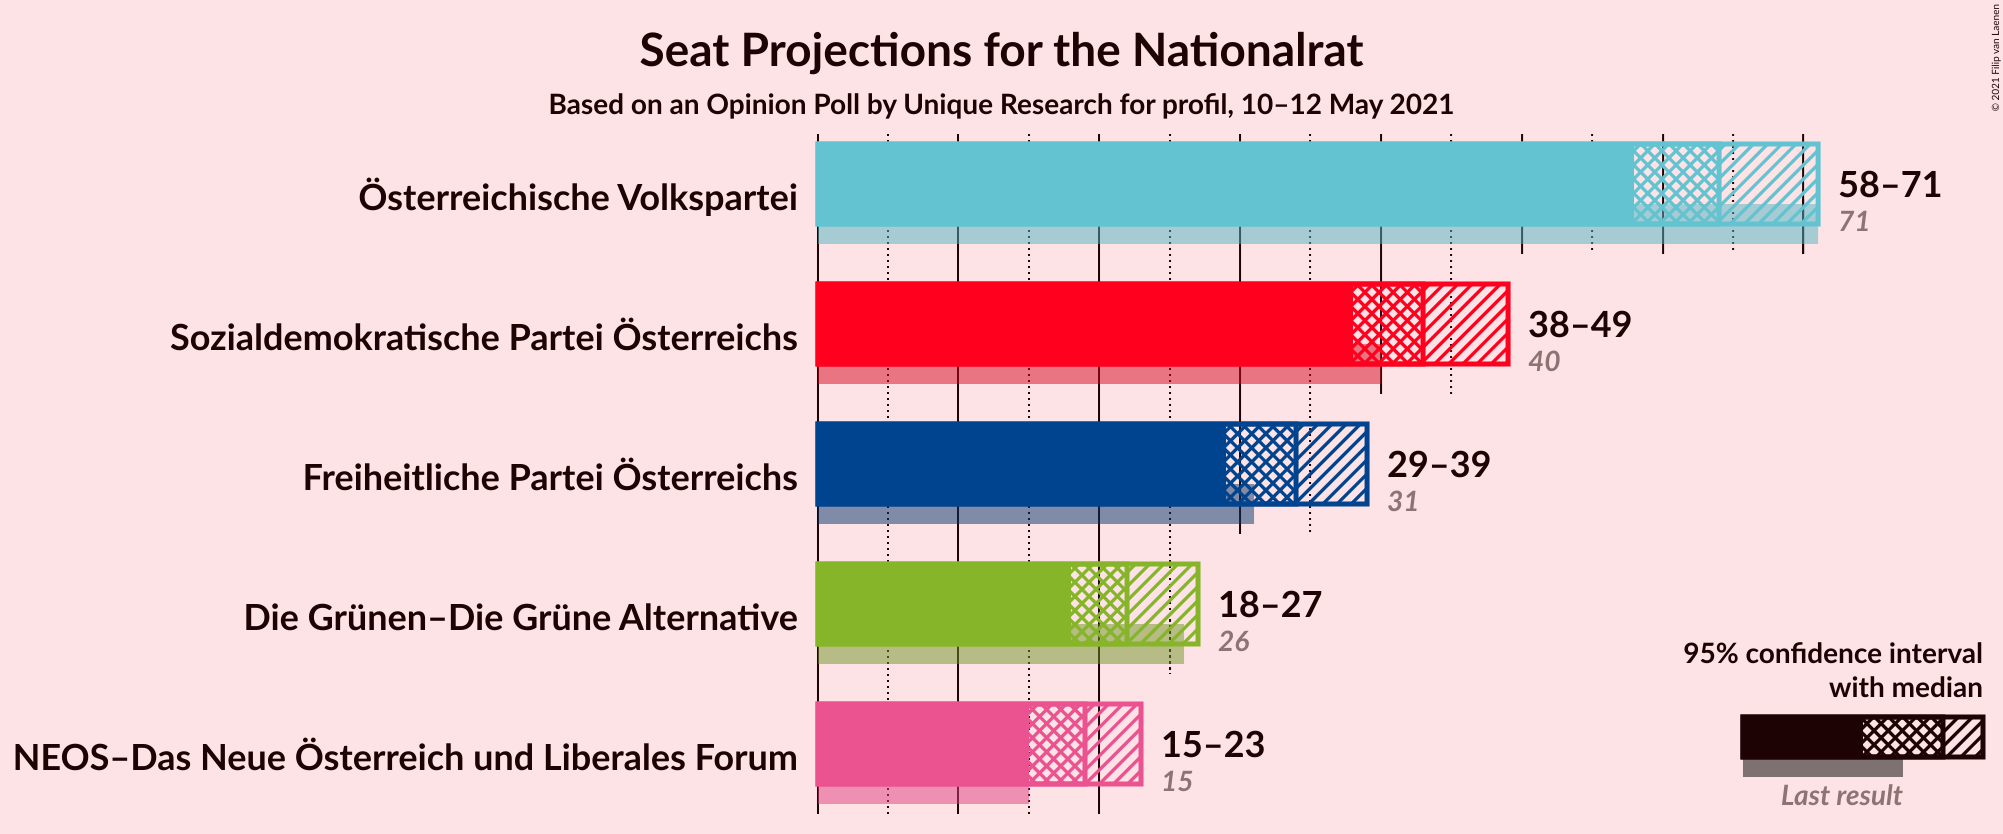 Seat Projections for the Nationalrat
Based on an Opinion Poll by Unique Research for profil, 10–12 May 2021
© 2021 Filip van Laenen
Österreichische Volkspartei
58–71
71
Sozialdemokratische Partei Österreichs
38–49
40
Freiheitliche Partei Österreichs
29–39
31
Die Grünen–Die Grüne Alternative
18–27
26
NEOS–Das Neue Österreich und Liberales Forum
15–23
15
95% confidence interval
with median
Last result